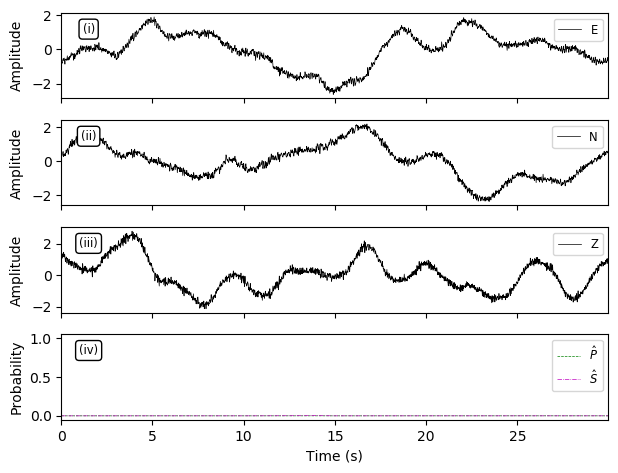 2
0
−2
Amplitude
(i)
E
2
0
−2
Amplitude
(ii)
N
2
0
−2
Amplitude
(iii)
Z
1.0
0.5
0.0
Probability
(iv)
P̂
Ŝ
0 5 10 15 20 25
Time (s)